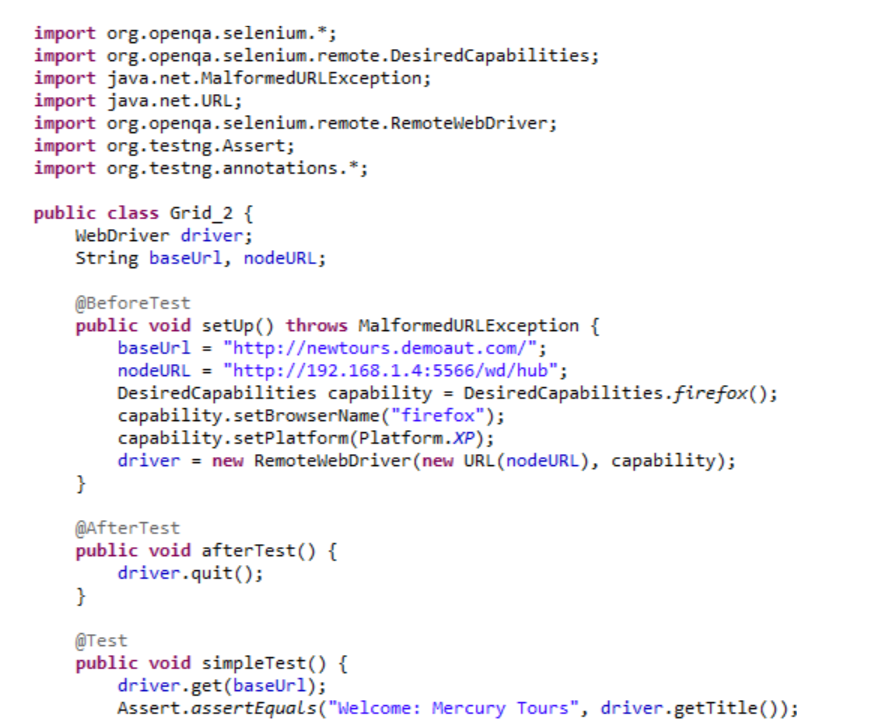 import org.openqa.selenium.*;
import org.openqa.selenium.remote.DesiredCapabilities;
import java.net.MalformedURLException;
import java.net.URL;
import org.openqa.selenium.remote.RemoteWebDriver;
import org.testng.Assert;
import org.testng.annotations.*;

public class Grid_2 {
    WebDriver driver;
    String baseUrl, nodeURL;

    @BeforeTest
    public void setUp() throws MalformedURLException {
        baseUrl = "http://newtours.demoaut.com/";
        nodeURL = "http://192.168.1.4:5566/wd/hub";
        DesiredCapabilities capability = DesiredCapabilities.firefox();
        capability.setBrowserName("firefox");
        capability.setPlatform(Platform.XP);
        driver = new RemoteWebDriver(new URL(nodeURL), capability);
    }

    @AfterTest
    public void afterTest() {
        driver.quit();
    }

    @Test
    public void simpleTest() {
        driver.get(baseUrl);
        Assert.assertEquals("Welcome: Mercury Tours", driver.getTitle());